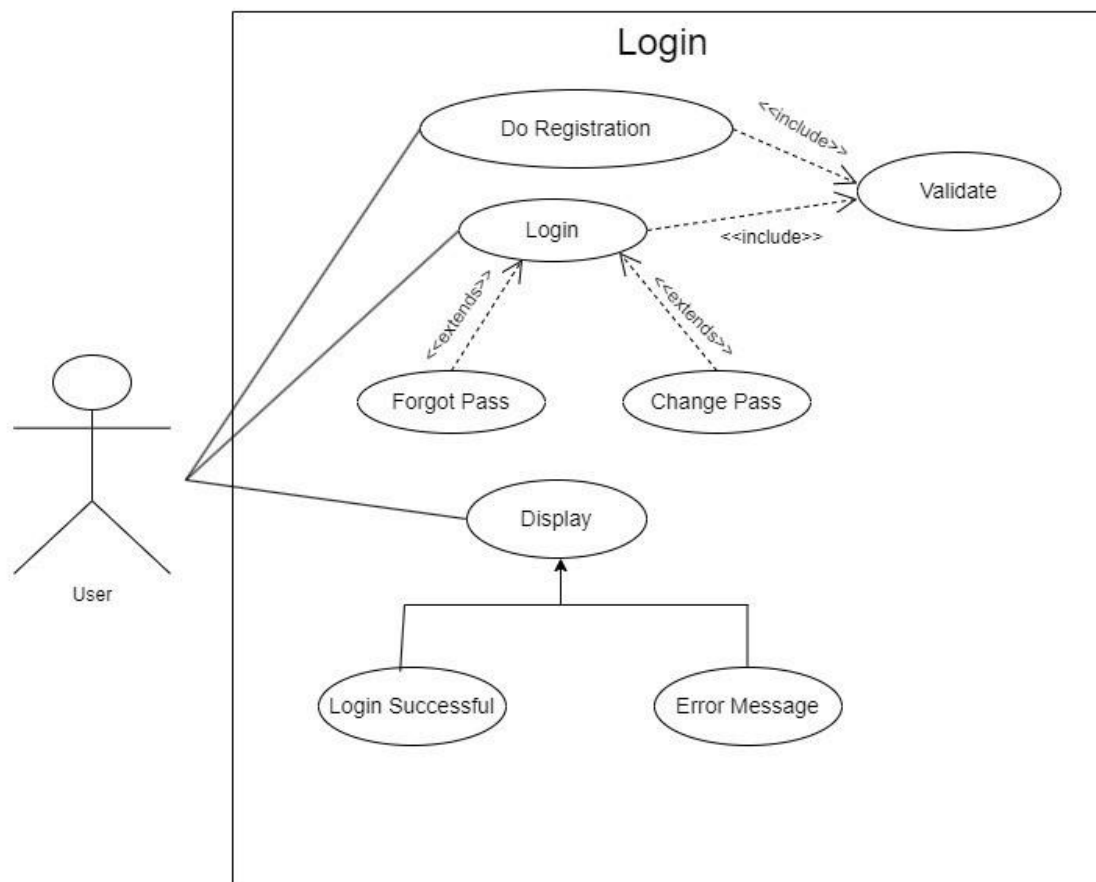 Login
Do Registration
<<include>>
Validate
Login
<<include>>
<<extends>>
<<extends>>
Forgot Pass
Change Pass
Display
User
Login Successful
Error Message